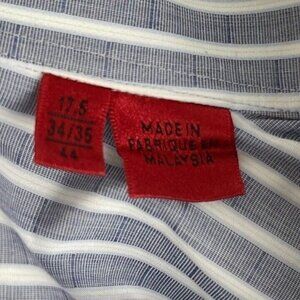 17.5
34/35
44
MADE IN
FABRIQUE EN
MALAYSIA